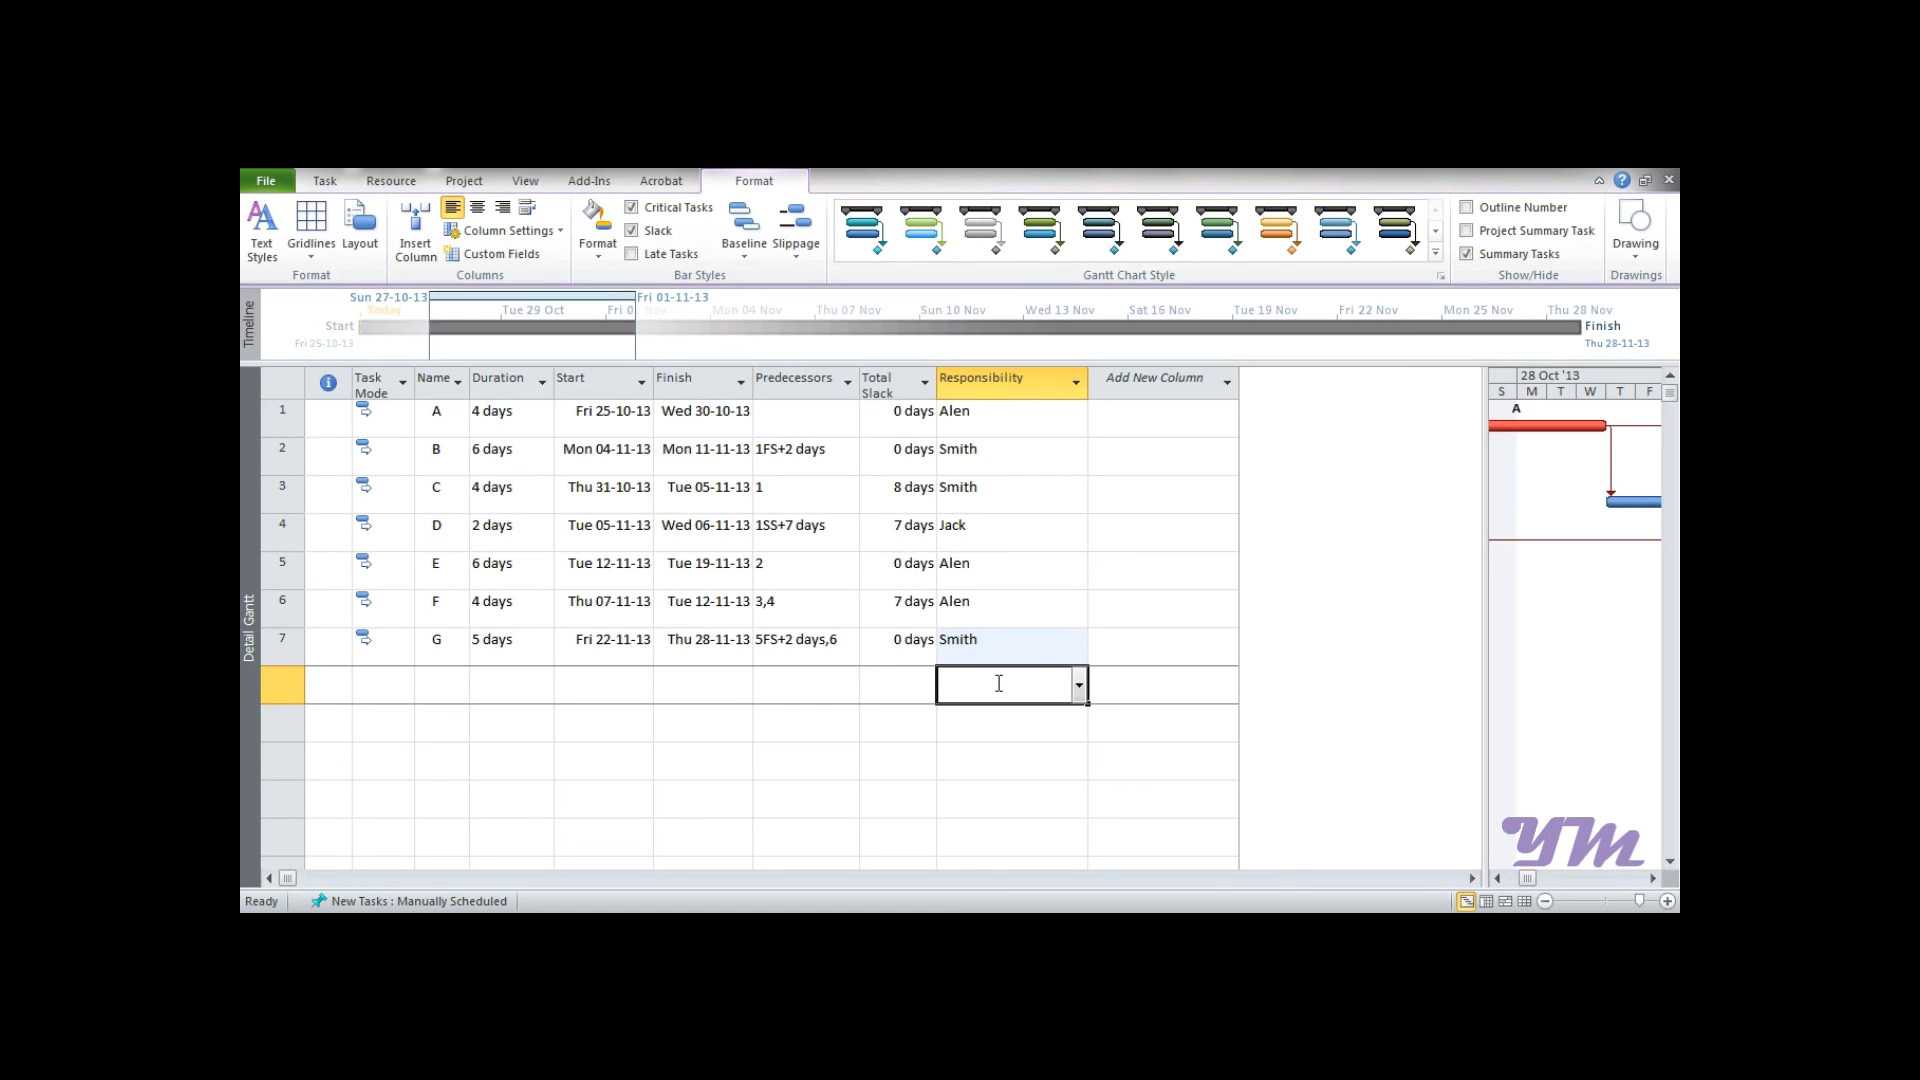 File Task Resource Project View Add-Ins Acrobat Format
Text Styles
Gridlines
Layout
Format
Insert Column
Column Settings
Custom Fields
Columns
Format
Critical Tasks
Slack
Late Tasks
Baseline
Slippage
Bar Styles
Gantt Chart Style
Outline Number
Project Summary Task
Summary Tasks
Show/Hide
Drawing
Drawings
Timeline
Sun 27-10-13 Fri 01-11-13
Today Tue 29 Oct Fri 01 Nov Mon 04 Nov Thu 07 Nov Sun 10 Nov Wed 13 Nov Sat 16 Nov Tue 19 Nov Fri 22 Nov Mon 25 Nov Thu 28 Nov
Start Finish
Fri 25-10-13 Thu 28-11-13
Detail Gantt
Task Mode Name Duration Start Finish Predecessors Total Slack Responsibility Add New Column
1 A 4 days Fri 25-10-13 Wed 30-10-13 0 days Alen
2 B 6 days Mon 04-11-13 Mon 11-11-13 1FS+2 days 0 days Smith
3 C 4 days Thu 31-10-13 Tue 05-11-13 1 8 days Smith
4 D 2 days Tue 05-11-13 Wed 06-11-13 1SS+7 days 7 days Jack
5 E 6 days Tue 12-11-13 Tue 19-11-13 2 0 days Alen
6 F 4 days Thu 07-11-13 Tue 12-11-13 3,4 7 days Alen
7 G 5 days Fri 22-11-13 Thu 28-11-13 5FS+2 days,6 0 days Smith
28 Oct '13
S M T W T F
A
YM
Ready New Tasks : Manually Scheduled